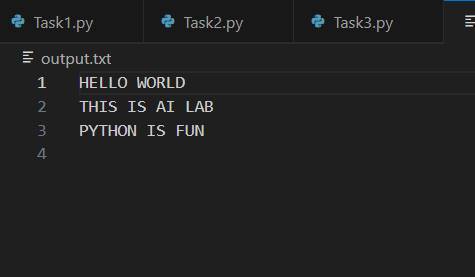 Task1.py Task2.py Task3.py
output.txt
1 HELLO WORLD
2 THIS IS AI LAB
3 PYTHON IS FUN
4